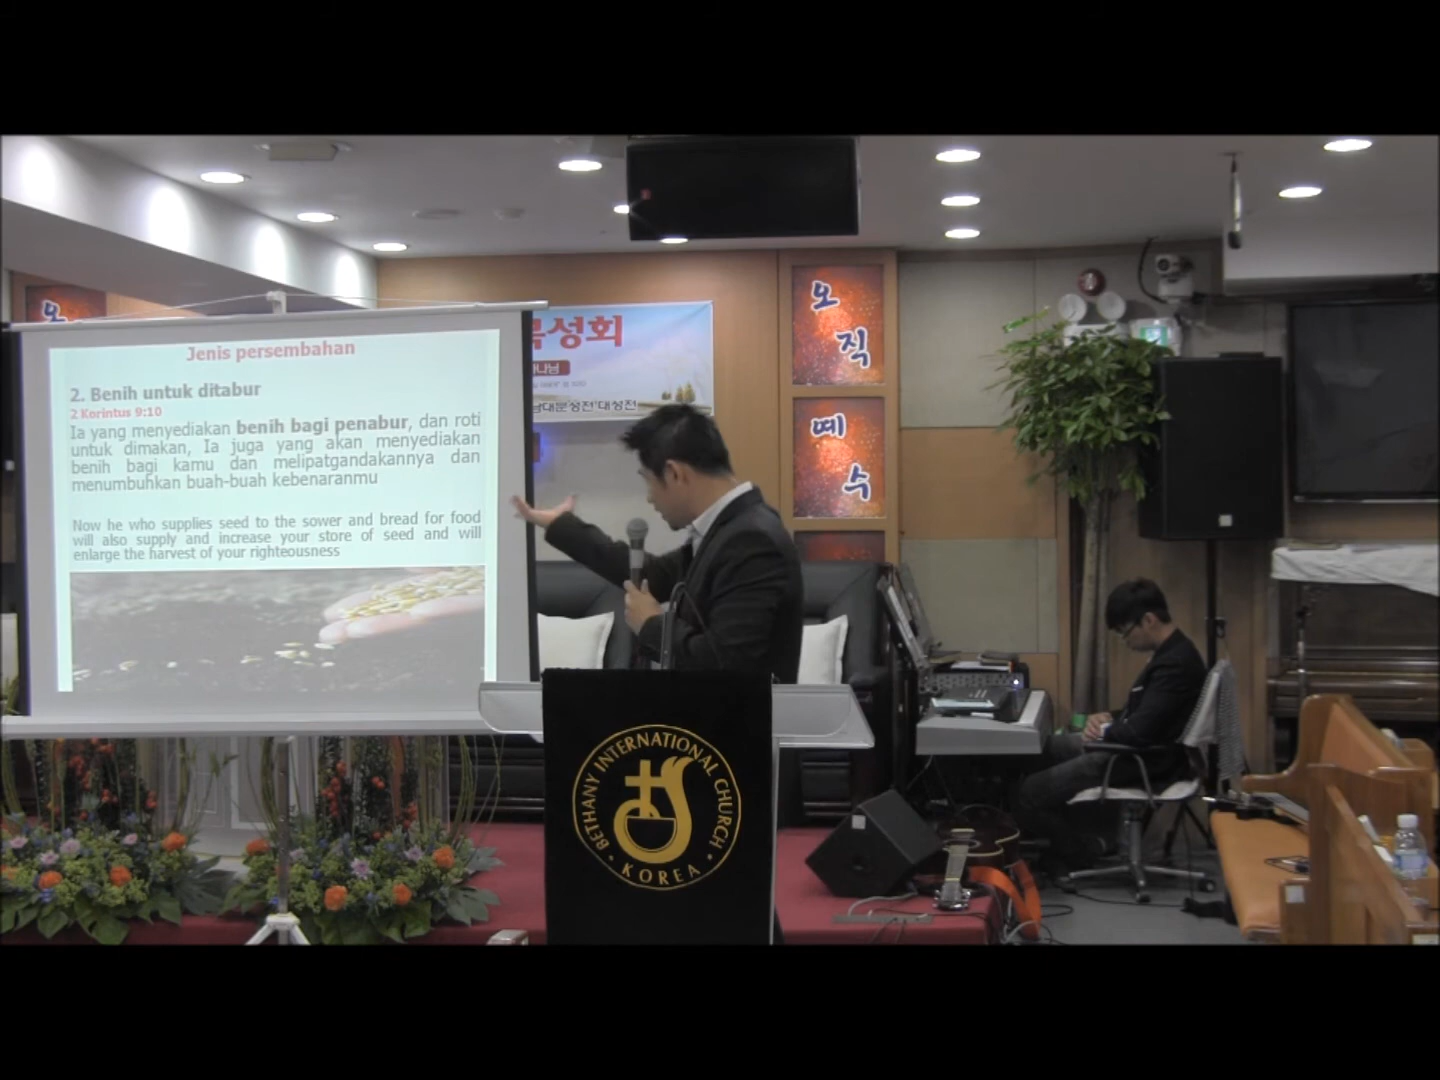 Jenis persembahan
2. Benih untuk ditabur
2 Korintus 9:10
Ia yang menyediakan benih bagi penabur, dan roti
untuk dimakan, Ia juga yang akan menyediakan
benih bagi kamu dan melipatgandakannya dan
menumbuhkan buah-buah kebenaranmu
Now he who supplies seed to the sower and bread for food
will also supply and increase your store of seed and will
enlarge the harvest of your righteousness
성회
오
오
직
예
수
BETHANY INTERNATIONAL CHURCH
KOREA